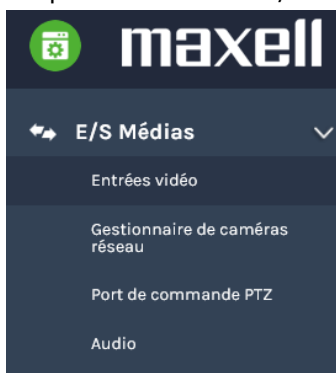 maxell
E/S Médias
Entrées vidéo
Gestionnaire de caméras
réseau
Port de commande PTZ
Audio